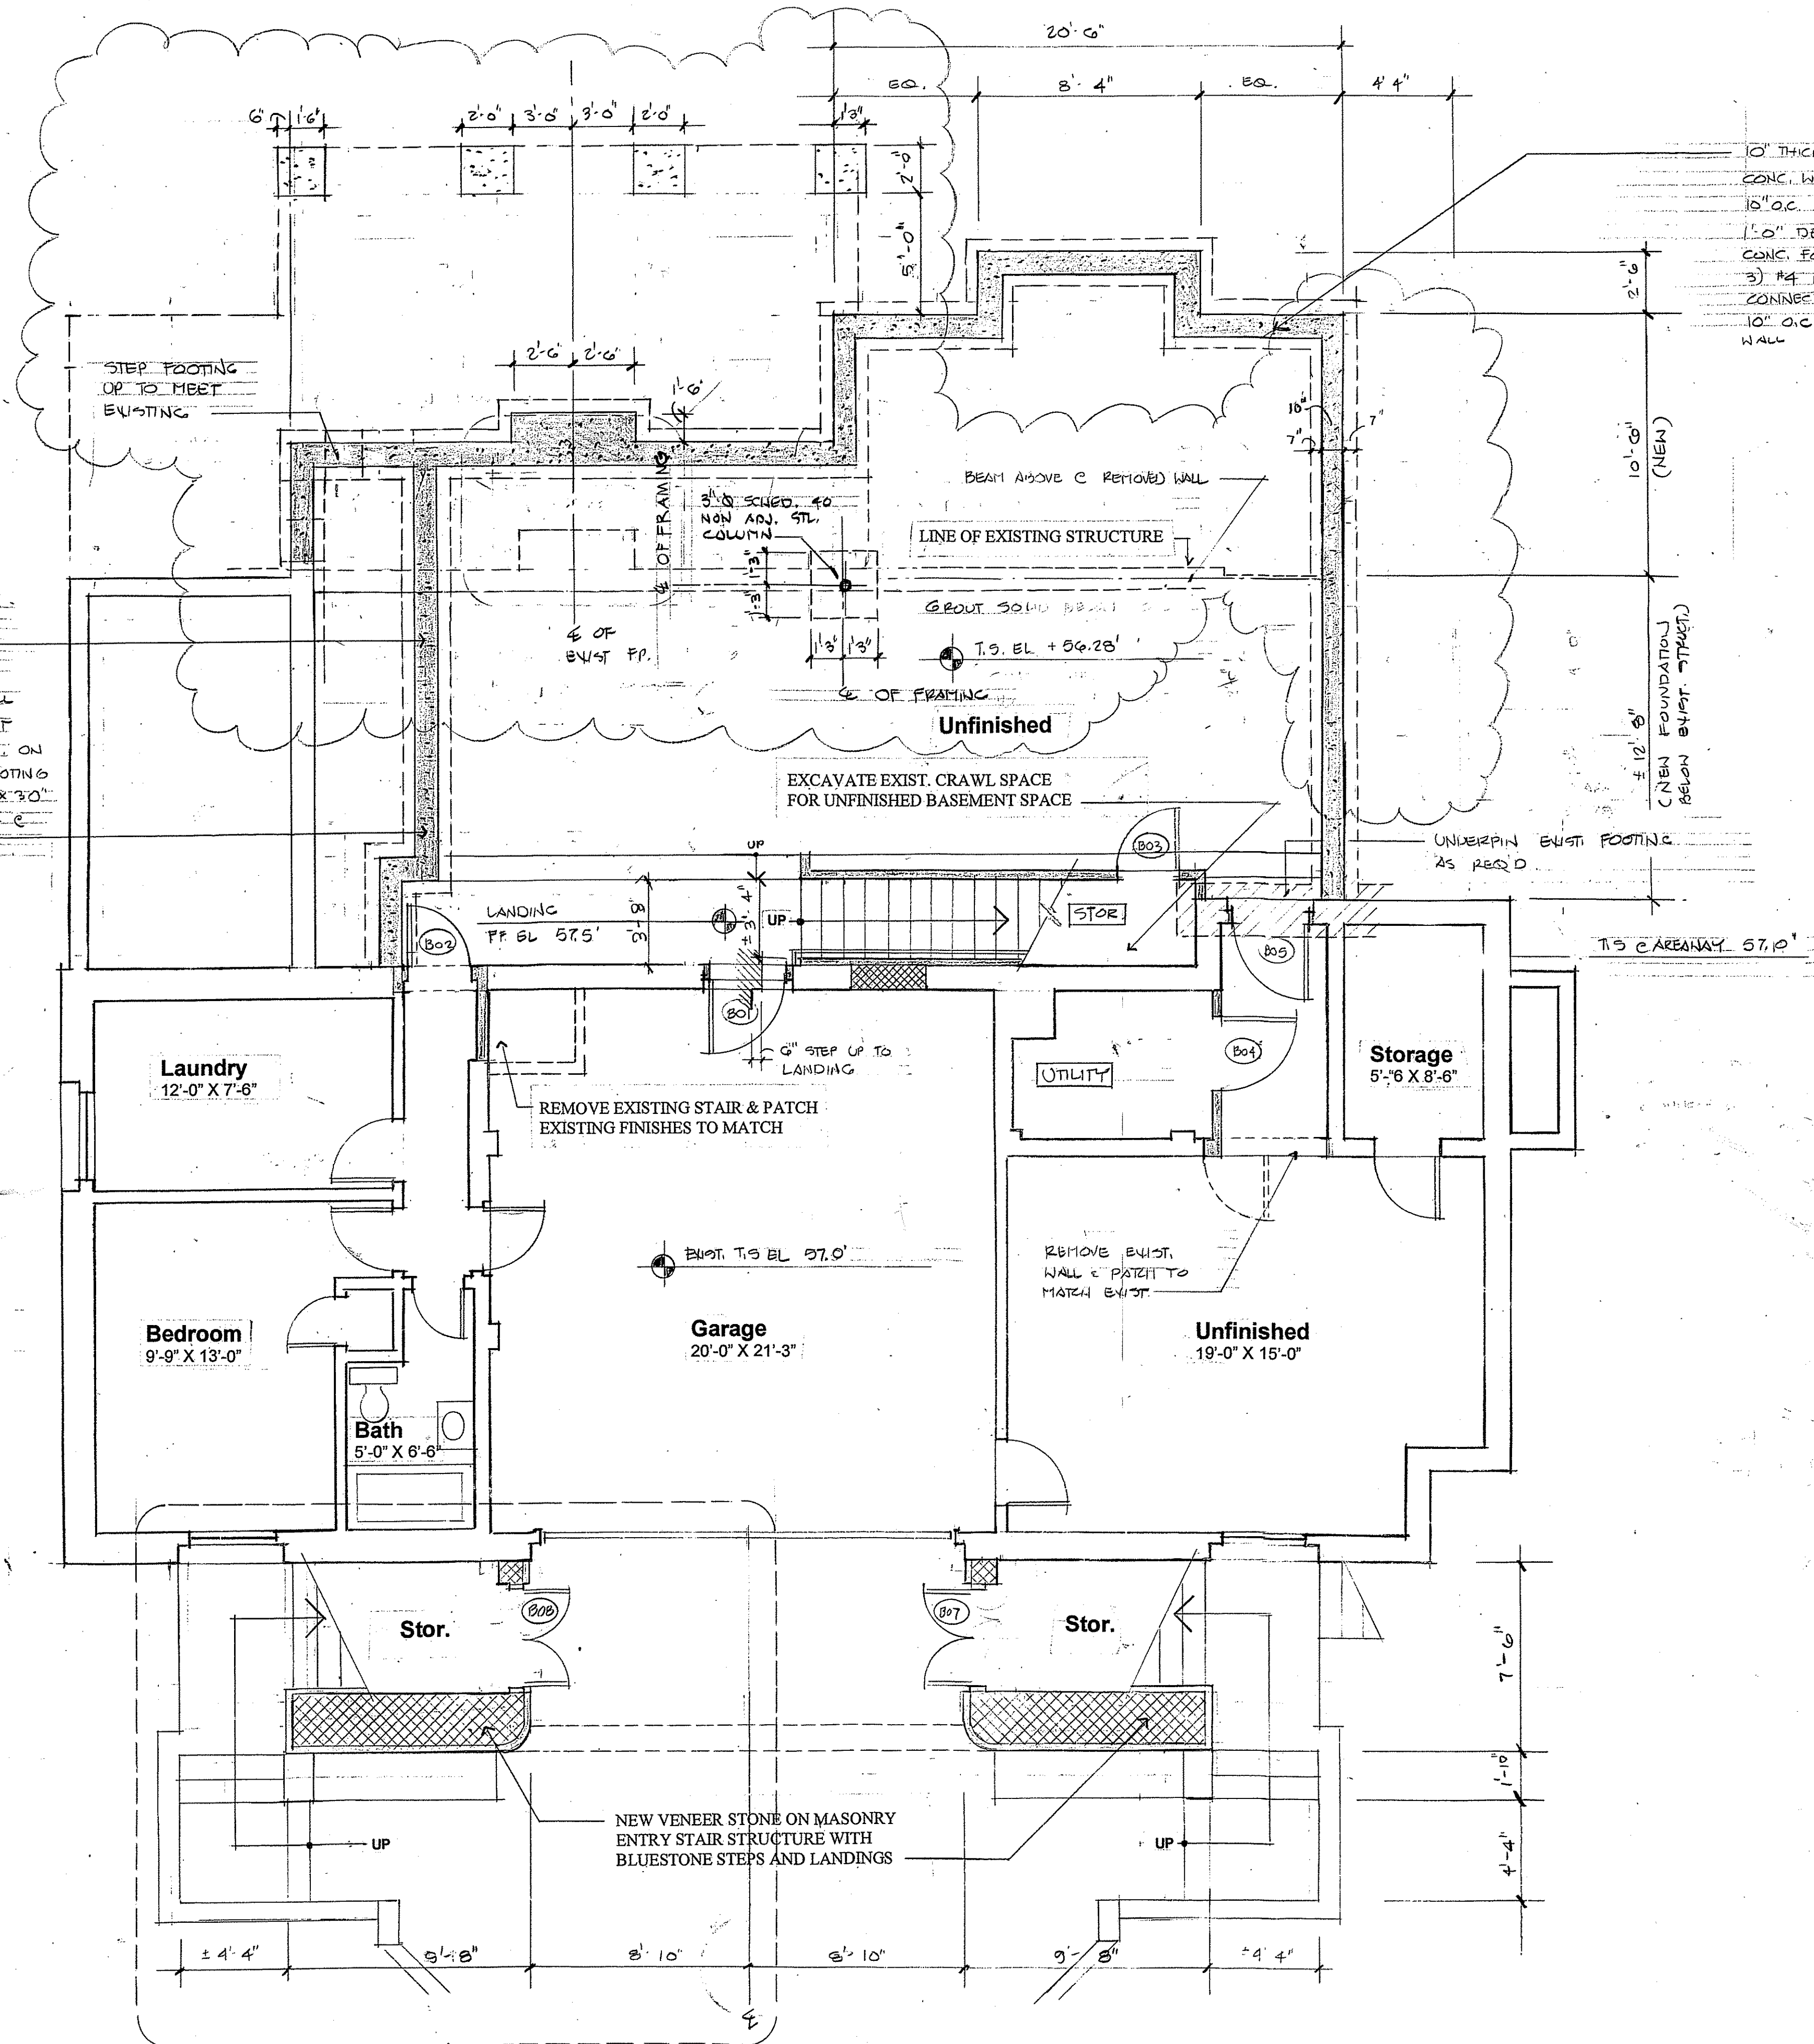 20'-6"
EQ.
8'-4"
EQ.
4'4"
6"
1'6"
2'-0"
3'-0"
3'-0"
2'-0"
1'3"
2'-0"
5'-0"
10" THICK
CONC. W
10" O.C.
1'-0" DE
CONC. FO
3) #4
CONNEC
10" O.C
WALL
2'-6"
STEP FOOTING
UP TO MEET
EXISTING
2'-6"
2'-6"
1'-6"
10"
7"
7"
10'-6"
(NEW)
BEAM ABOVE @ REMOVED WALL
3"Ø SCHED. 40
NON ADJ. STL.
COLUMN
℄ OF FRAMING
LINE OF EXISTING STRUCTURE
1'-3"
1'-3"
GROUT SOLID
℄ OF
EXIST FP.
1'3"
1'3"
T.S. EL +56.28'
℄ OF FRAMING
Unfinished
± 12'-8"
(NEW FOUNDATION
BELOW EXIST. STRUCT.)
L
T
ON
OTING
X 30"
@
EXCAVATE EXIST. CRAWL SPACE
FOR UNFINISHED BASEMENT SPACE
UNDERPIN EXIST. FOOTING
AS REQ'D
UP
B03
LANDING
FF. EL 57.5'
3'-8"
±3'-4"
UP
STOR.
B02
B05
T.S @ AREAWAY 57.10'
B01
6" STEP UP TO
LANDING
B04
UTILITY
Laundry
12'-0" X 7'-6"
Storage
5'-"6 X 8'-6"
REMOVE EXISTING STAIR & PATCH
EXISTING FINISHES TO MATCH
EXIST. T.S EL 57.0'
REMOVE EXIST.
WALL & PATCH TO
MATCH EXIST.
Bedroom
9'-9" X 13'-0"
Garage
20'-0" X 21'-3"
Unfinished
19'-0" X 15'-0"
Bath
5'-0" X 6'-6"
Stor.
B08
B07
Stor.
7'-6"
1'-10"
NEW VENEER STONE ON MASONRY
ENTRY STAIR STRUCTURE WITH
BLUESTONE STEPS AND LANDINGS
UP
UP
4'-4"
± 4'-4"
9'-8"
8'-10"
8'-10"
9'-8"
±4'4"
℄